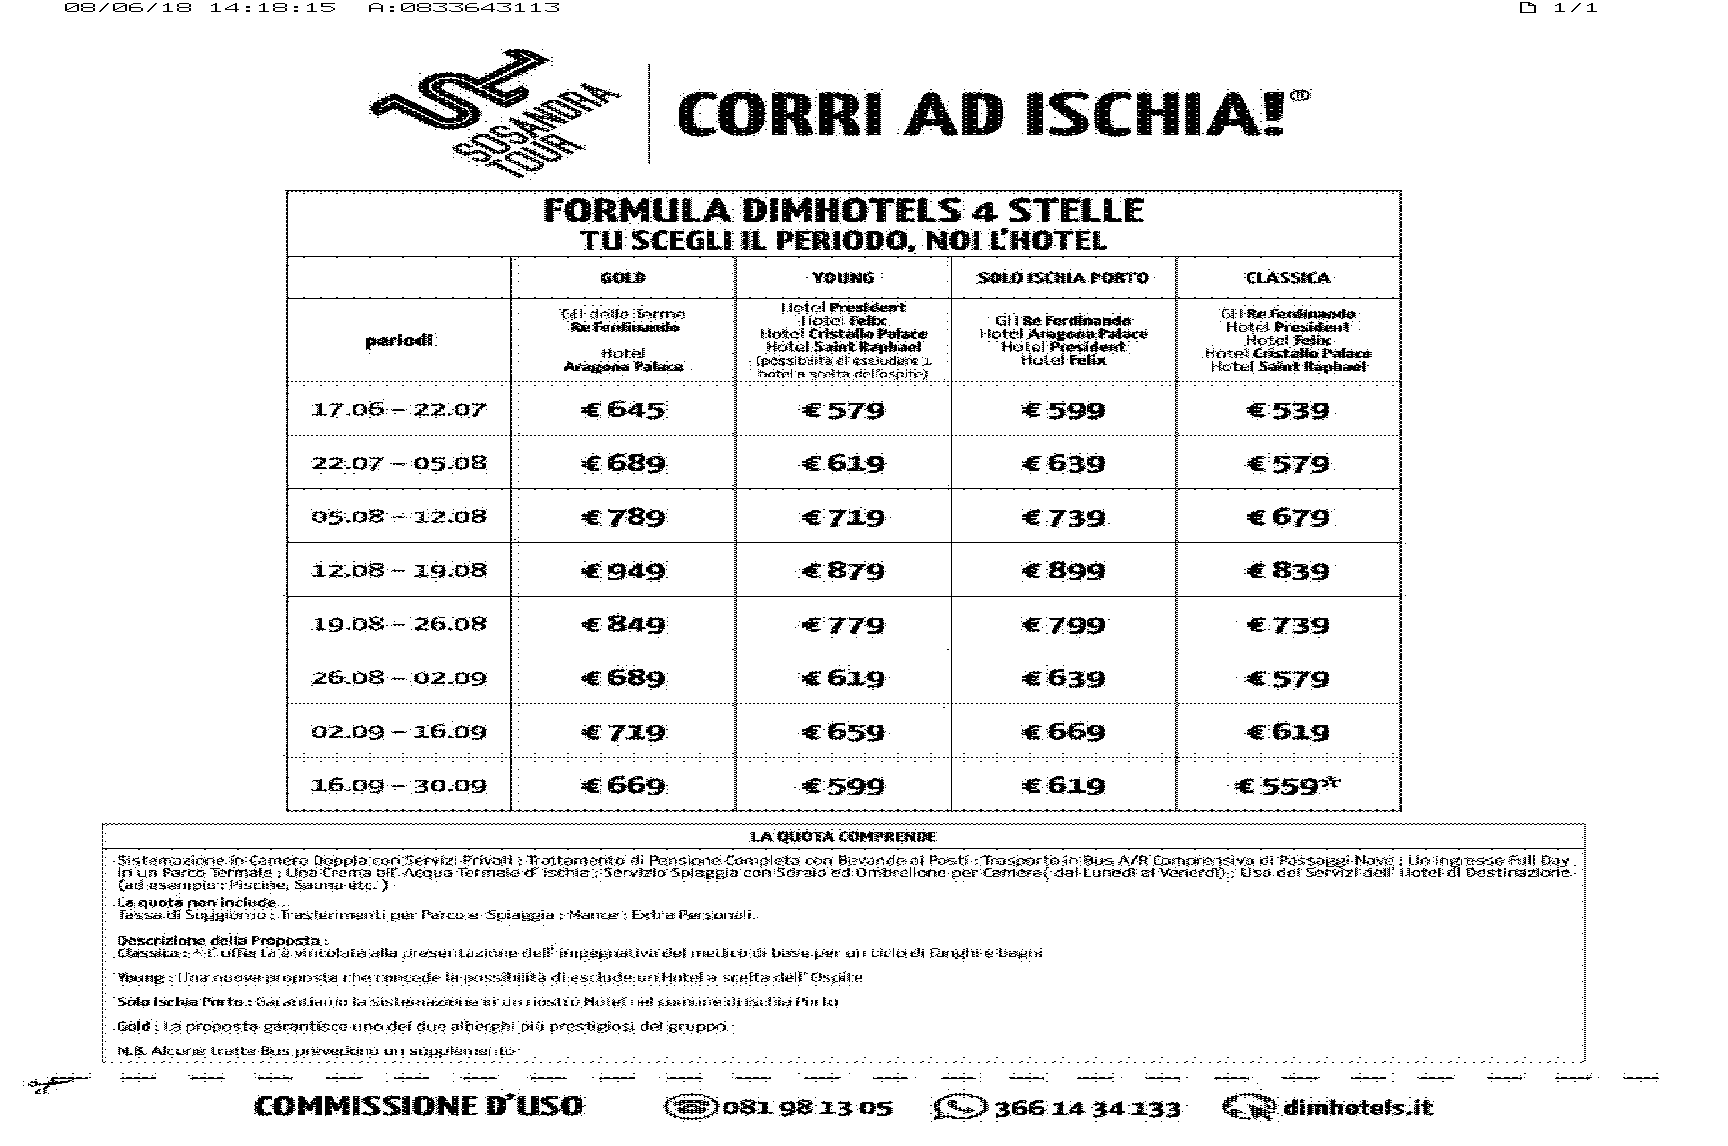 08/06/18 14:18:15 A:0833643113 1/1
SOSANDRA
TOUR
CORRI AD ISCHIA!®
FORMULA DIMHOTELS 4 STELLE
TU SCEGLI IL PERIODO, NOI L'HOTEL
GOLD YOUNG SOLO ISCHIA PORTO CLASSICA
periodi
GH delle Terme
Re Ferdinando
Hotel
Aragona Palace
Hotel President
Hotel Felix
Hotel Cristallo Palace
Hotel Saint Raphael
(possibilità di escludere 1
hotel a scelta dell'ospite)
GH Re Ferdinando
Hotel Aragona Palace
Hotel President
Hotel Felix
GH Re Ferdinando
Hotel President
Hotel Felix
Hotel Cristallo Palace
Hotel Saint Raphael
17.06 – 22.07 € 645 € 579 € 599 € 539
22.07 – 05.08 € 689 € 619 € 639 € 579
05.08 – 12.08 € 789 € 719 € 739 € 679
12.08 – 19.08 € 949 € 879 € 899 € 839
19.08 – 26.08 € 849 € 779 € 799 € 739
26.08 – 02.09 € 689 € 619 € 639 € 579
02.09 – 16.09 € 719 € 659 € 669 € 619
16.09 – 30.09 € 669 € 599 € 619 € 559*
LA QUOTA COMPRENDE
Sistemazione in Camera Doppia con Servizi Privati ; Trattamento di Pensione Completa con Bevande ai Pasti ; Trasporto in Bus A/R Comprensiva di Passaggi Nave ; Un ingresso Full Day
in un Parco Termale ; Una Crema all' Acqua Termale d' Ischia ; Servizio Spiaggia con Sdraio ed Ombrellone per Camera( dal Lunedì al Venerdì) ; Uso dei Servizi dell' Hotel di Destinazione
(ad esempio : Piscine, Sauna etc. )
La quota non include
Tassa di Soggiorno ; Trasferimenti per Parco e Spiaggia ; Mance ; Extra Personali.
Descrizione della Proposta :
Classica : * L' offerta è vincolata alla presentazione dell' impegnativa del medico di base per un ciclo di fanghi e bagni
Young : Una nuova proposta che concede la possibilità di esclude un Hotel a scelta dell' Ospite
Solo Ischia Porto : Garantiamo la sistemazione in un nostro Hotel nel comune di Ischia Porto
Gold : La proposta garantisce uno dei due alberghi più prestigiosi del gruppo
N.B. Alcune tratte Bus prevedono un supplemento
COMMISSIONE D'USO 081 98 13 05 366 14 34 133 dimhotels.it